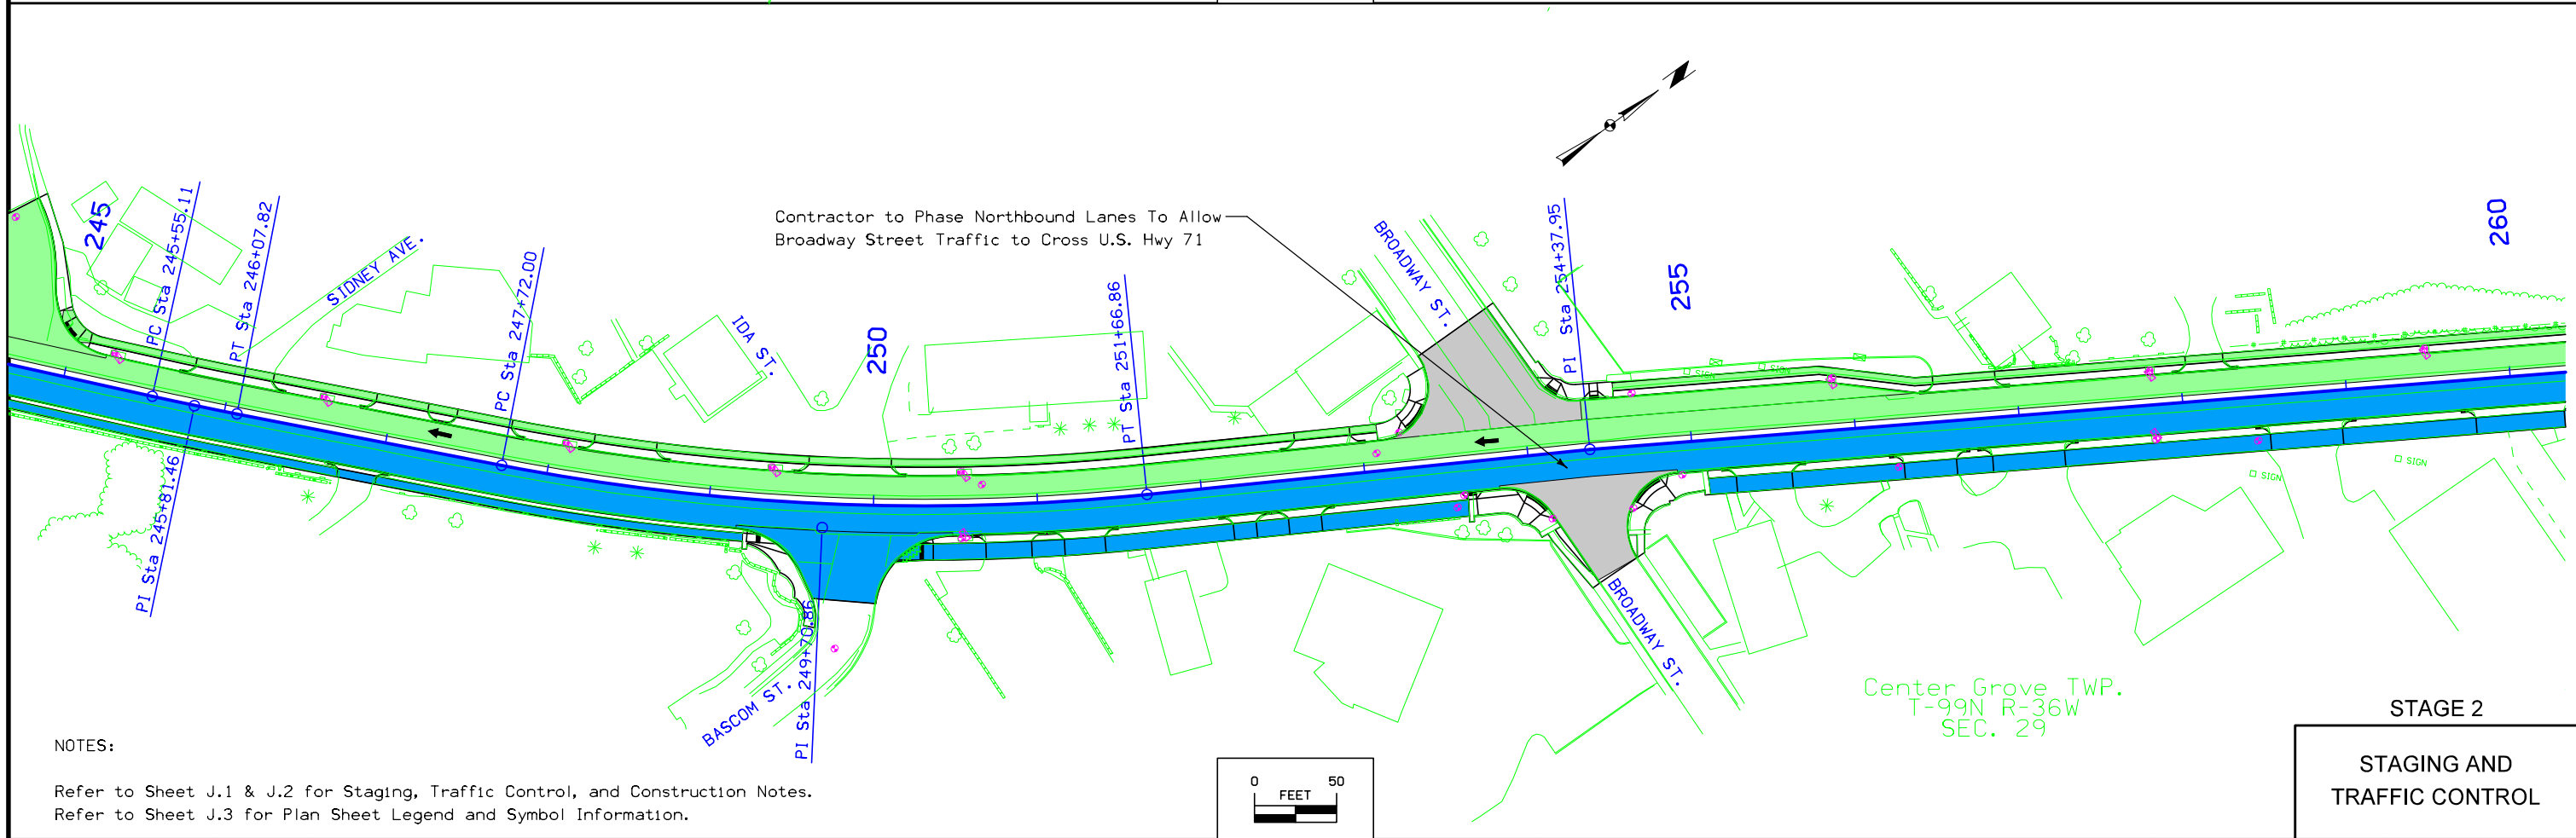 245
PC Sta 245+55.11
PT Sta 246+07.82
SIDNEY AVE.
PC Sta 247+72.00
IDA ST.
250
Contractor to Phase Northbound Lanes To Allow
Broadway Street Traffic to Cross U.S. Hwy 71
PT Sta 251+66.86
BROADWAY ST.
PI Sta 254+37.95
255
260
SIGN
SIGN
PI Sta 245+81.46
BASCOM ST.
PI Sta 249+70.86
BROADWAY ST.
SIGN
SIGN
Center Grove TWP.
T-99N R-36W
SEC. 29
NOTES:
Refer to Sheet J.1 & J.2 for Staging, Traffic Control, and Construction Notes.
Refer to Sheet J.3 for Plan Sheet Legend and Symbol Information.
0 50
FEET
STAGE 2
STAGING AND
TRAFFIC CONTROL